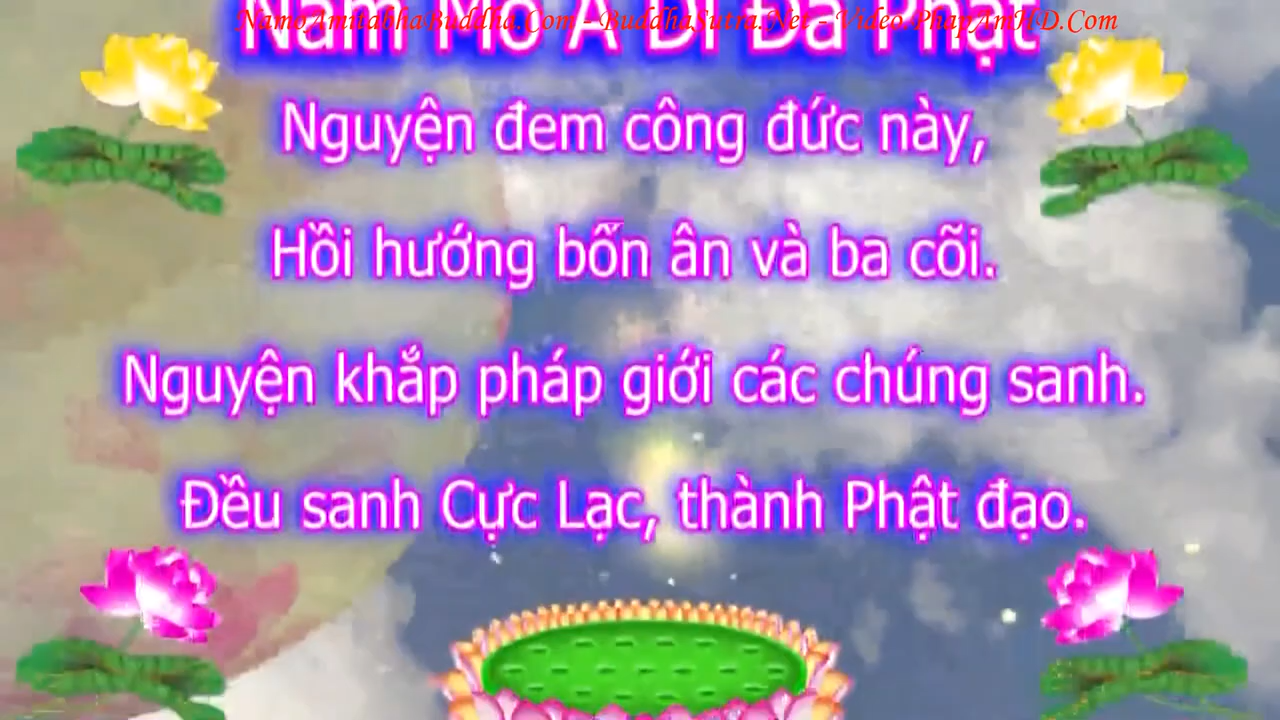 NamoAmitabhaBuddha.Com - BuddhaSutra.Net - Video-PhapAmHD.Com
Nam Mô A Di Đà Phật
Nguyện đem công đức này,
Hồi hướng bốn ân và ba cõi.
Nguyện khắp pháp giới các chúng sanh.
Đều sanh Cực Lạc, thành Phật đạo.